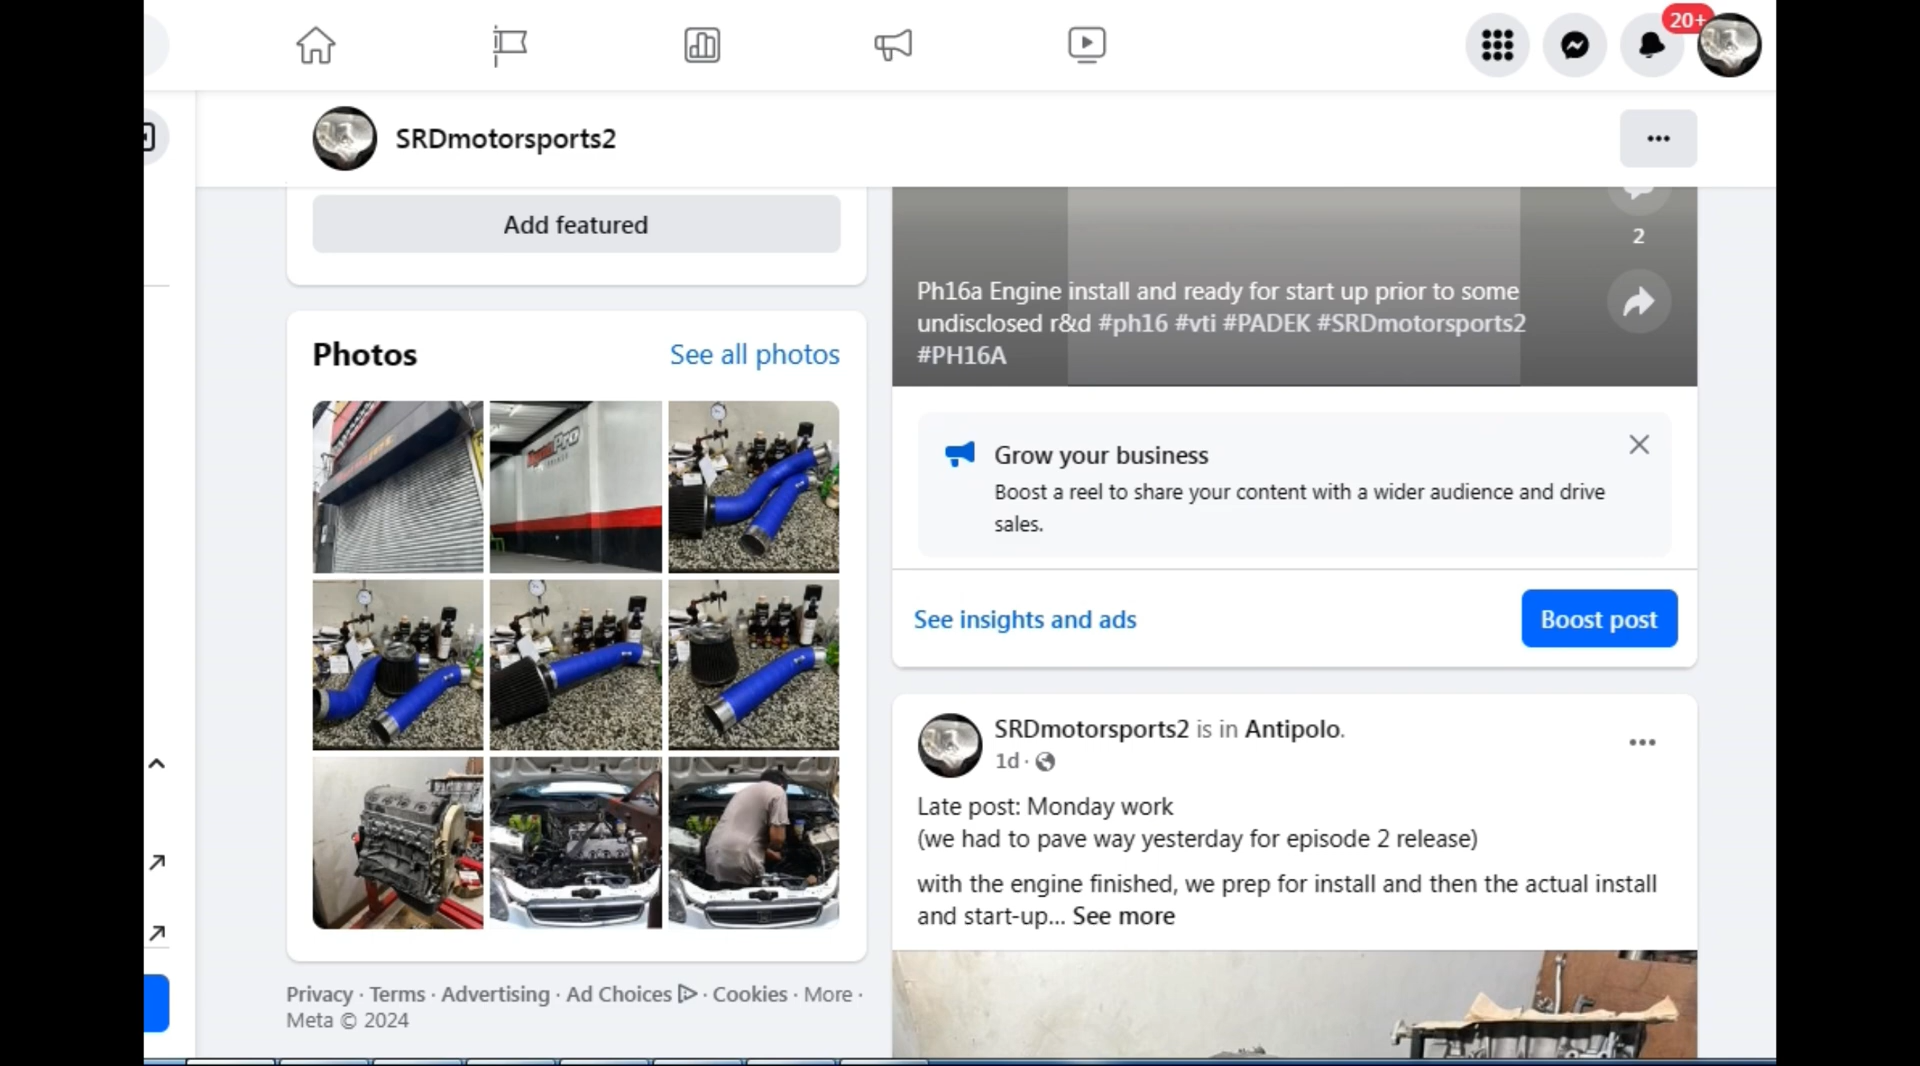 20+
SRDmotorsports2
Add featured
Photos
See all photos
2
Ph16a Engine install and ready for start up prior to some
undisclosed r&d #ph16 #vti #PADEK #SRDmotorsports2
#PH16A
Grow your business
Boost a reel to share your content with a wider audience and drive
sales.
See insights and ads
Boost post
SRDmotorsports2 is in Antipolo.
1d ·
Late post: Monday work
(we had to pave way yesterday for episode 2 release)
with the engine finished, we prep for install and then the actual install
and start-up... See more
Privacy · Terms · Advertising · Ad Choices · Cookies · More ·
Meta © 2024